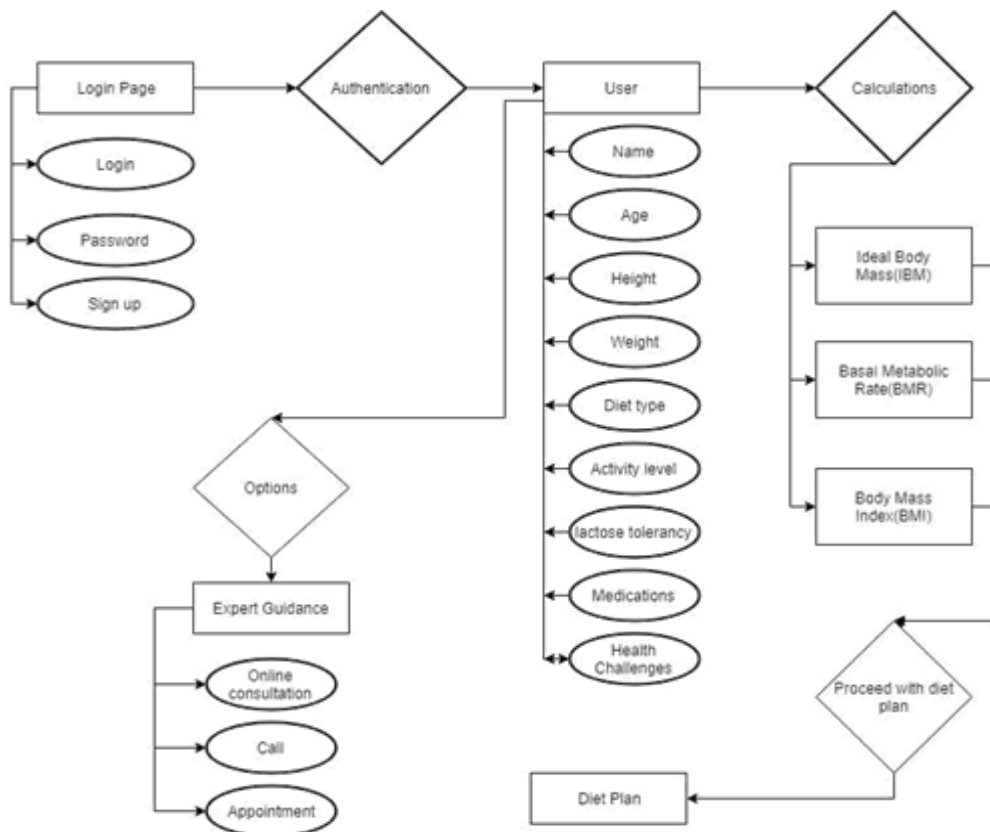 Login Page
Authentication
User
Calculations
Login
Password
Sign up
Name
Age
Height
Weight
Diet type
Activity level
lactose tolerancy
Medications
Health
Challenges
Ideal Body
Mass(IBM)
Basal Metabolic
Rate(BMR)
Body Mass
Index(BMI)
Options
Expert Guidance
Online
consultation
Call
Appointment
Proceed with diet
plan
Diet Plan